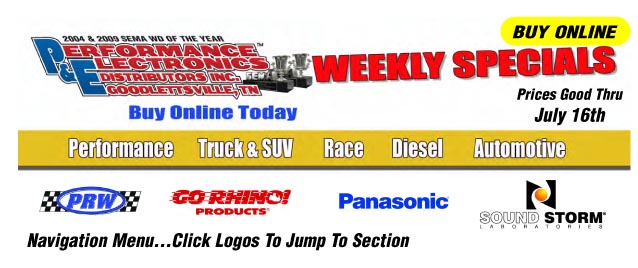 2004 & 2009 SEMA WD OF THE YEAR
BUY ONLINE
PERFORMANCE
ELECTRONICS
P&E
DISTRIBUTORS INC.
GOODLETTSVILLE, TN
SEMA
WEEKLY SPECIALS
Buy Online Today
Prices Good Thru
July 16th
Performance Truck & SUV Race Diesel Automotive
PRW
GO RHINO!
PRODUCTS®
Panasonic
SOUND STORM®
LABORATORIES
Navigation Menu...Click Logos To Jump To Section